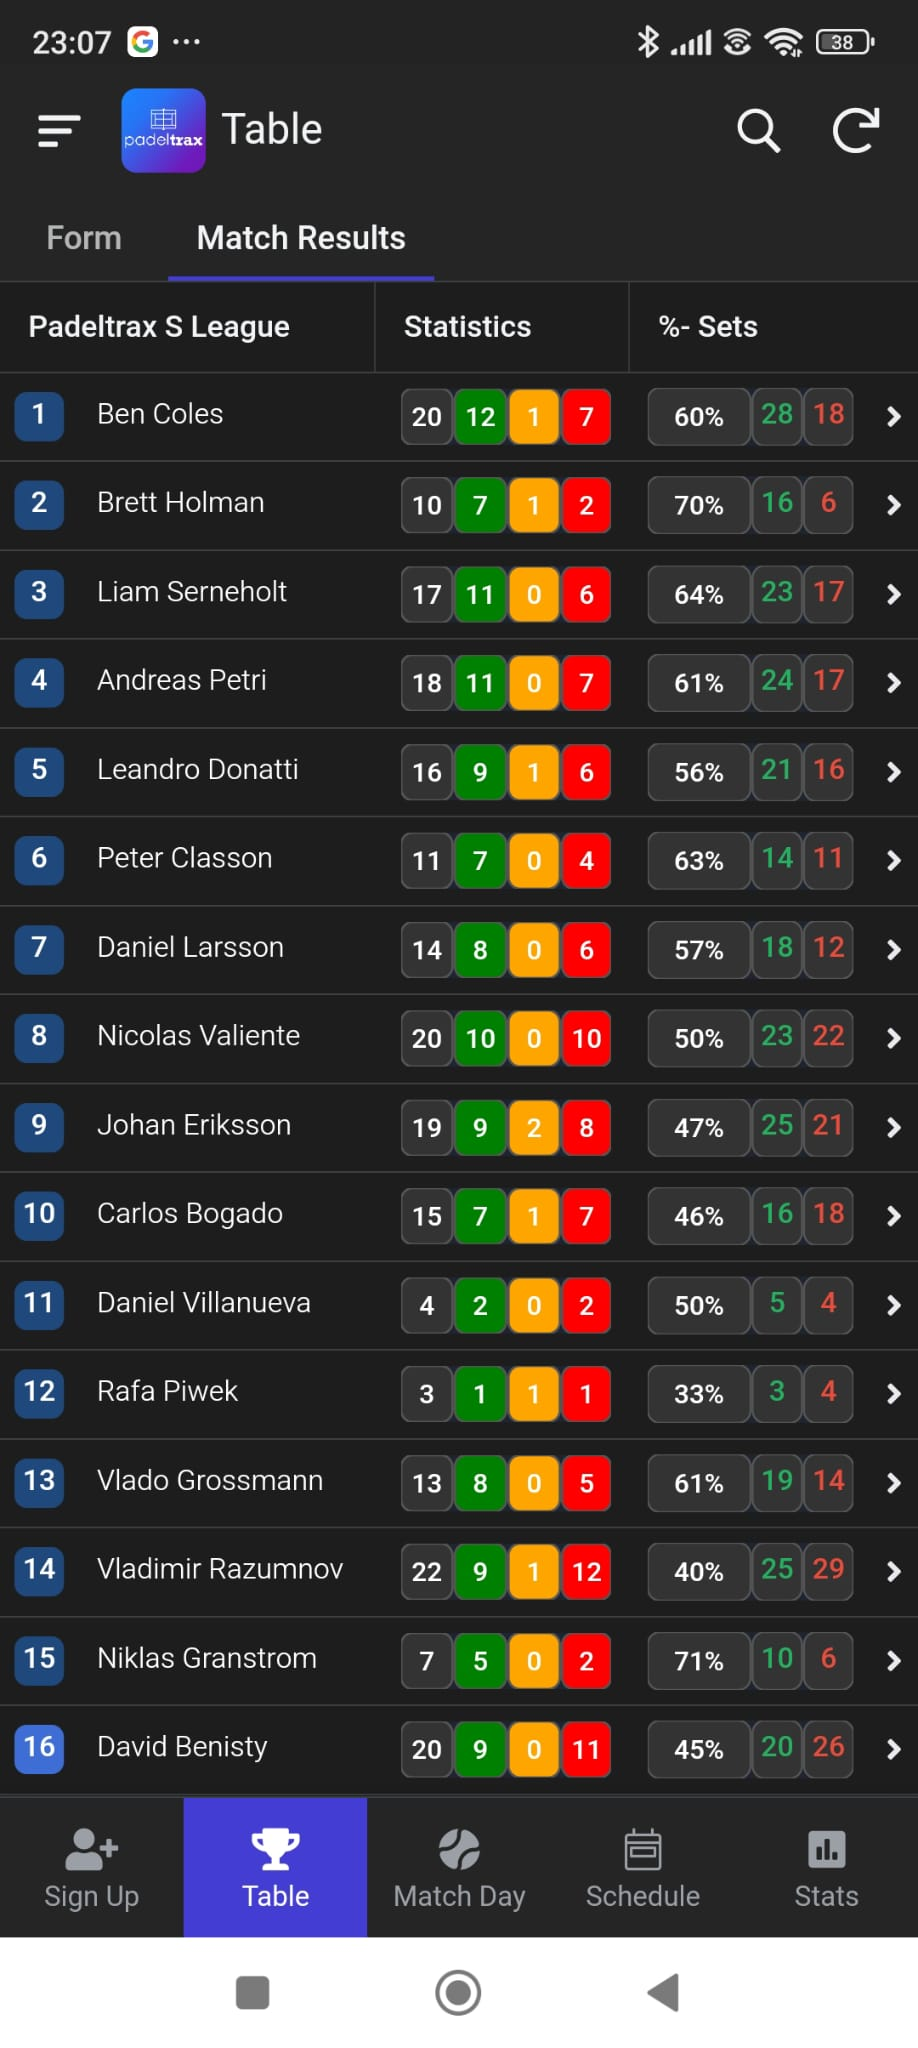 23:07 G ... 38
padeltrax Table
Form Match Results
Padeltrax S League Statistics %- Sets
1 Ben Coles 20 12 1 7 60% 28 18
2 Brett Holman 10 7 1 2 70% 16 6
3 Liam Serneholt 17 11 0 6 64% 23 17
4 Andreas Petri 18 11 0 7 61% 24 17
5 Leandro Donatti 16 9 1 6 56% 21 16
6 Peter Classon 11 7 0 4 63% 14 11
7 Daniel Larsson 14 8 0 6 57% 18 12
8 Nicolas Valiente 20 10 0 10 50% 23 22
9 Johan Eriksson 19 9 2 8 47% 25 21
10 Carlos Bogado 15 7 1 7 46% 16 18
11 Daniel Villanueva 4 2 0 2 50% 5 4
12 Rafa Piwek 3 1 1 1 33% 3 4
13 Vlado Grossmann 13 8 0 5 61% 19 14
14 Vladimir Razumnov 22 9 1 12 40% 25 29
15 Niklas Granstrom 7 5 0 2 71% 10 6
16 David Benisty 20 9 0 11 45% 20 26
Sign Up Table Match Day Schedule Stats